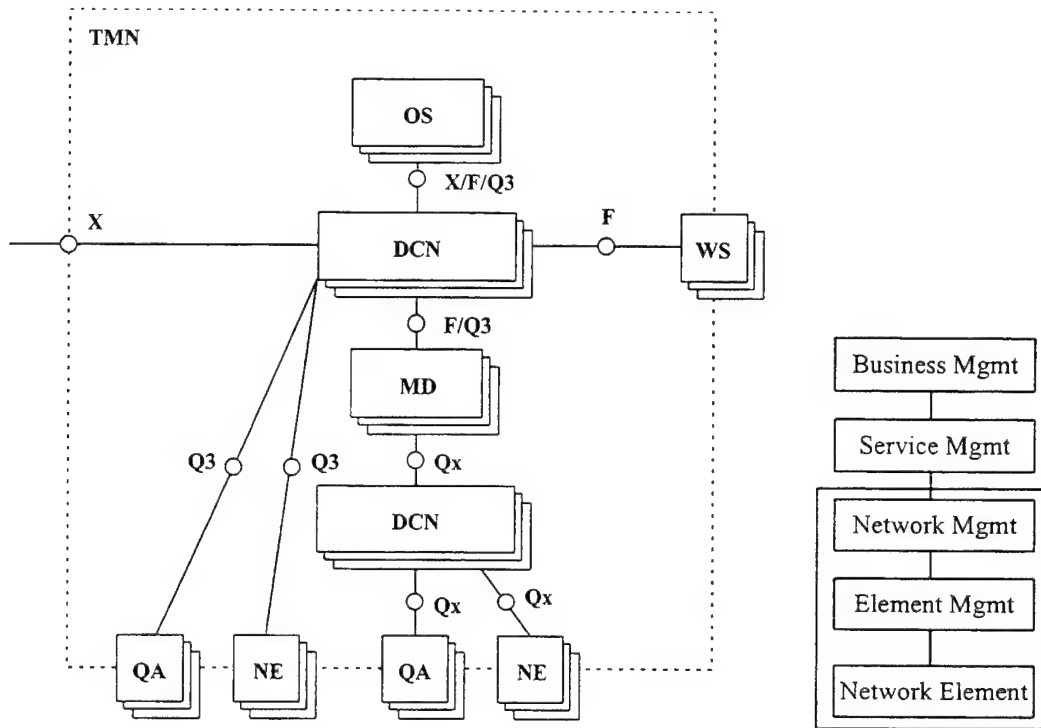 TMN
OS
X/F/Q3
X
F
DCN
WS
F/Q3
MD
Business Mgmt
Q3
Q3
Qx
Service Mgmt
DCN
Network Mgmt
Qx
Qx
Element Mgmt
QA
NE
QA
NE
Network Element